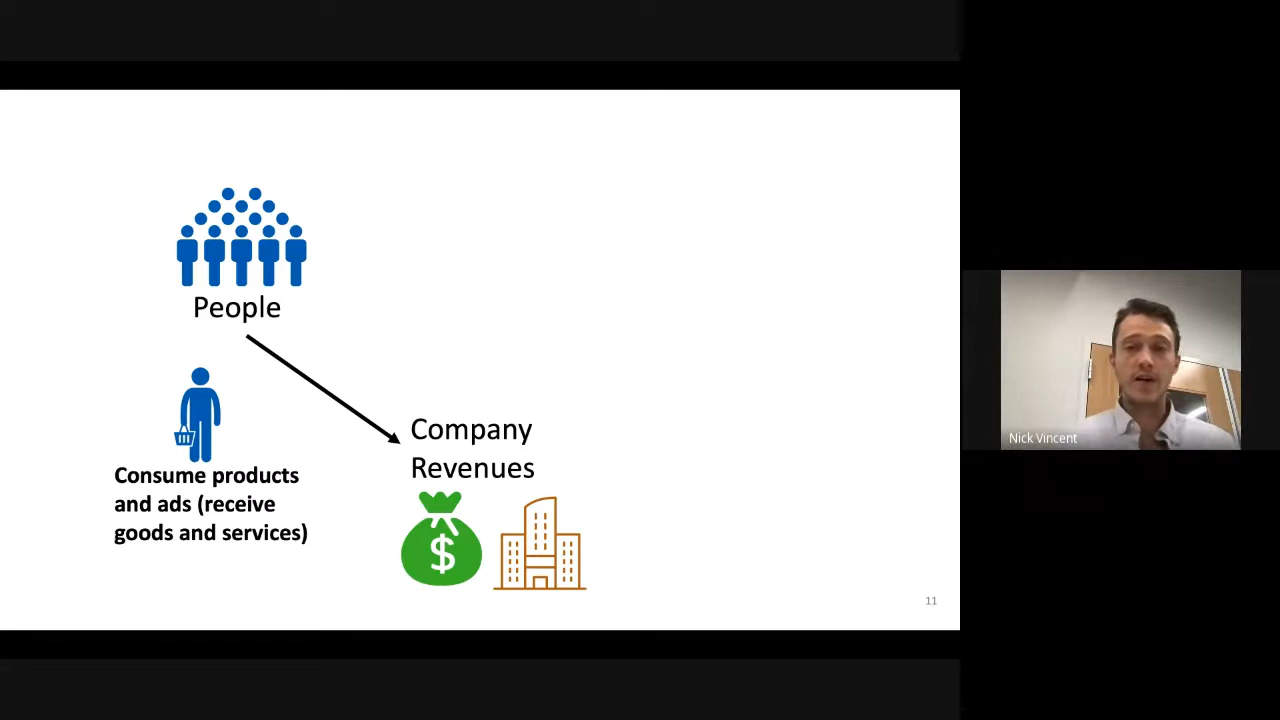 People
Consume products
and ads (receive
goods and services)
Company
Revenues
$
11
Nick Vincent